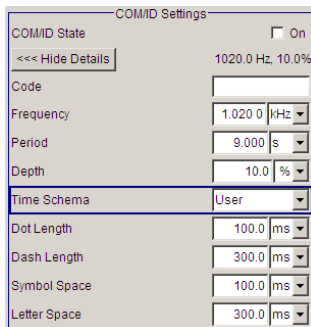 COM/ID Settings
COM/ID State On
<<< Hide Details 1020.0 Hz, 10.0%
Code
Frequency 1.020 0 kHz
Period 9.000 s
Depth 10.0 %
Time Schema User
Dot Length 100.0 ms
Dash Length 300.0 ms
Symbol Space 100.0 ms
Letter Space 300.0 ms